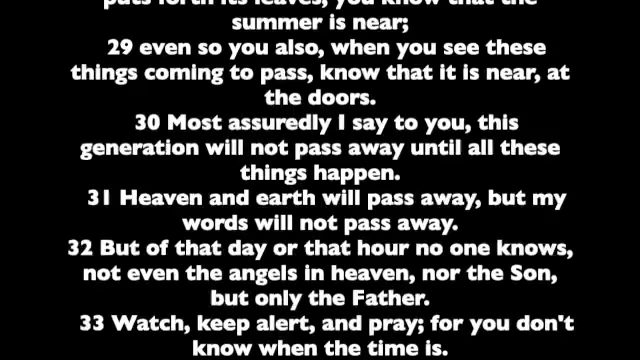 puts forth its leaves, you know that the
summer is near;
29 even so you also, when you see these
things coming to pass, know that it is near, at
the doors.
30 Most assuredly I say to you, this
generation will not pass away until all these
things happen.
31 Heaven and earth will pass away, but my
words will not pass away.
32 But of that day or that hour no one knows,
not even the angels in heaven, nor the Son,
but only the Father.
33 Watch, keep alert, and pray; for you don't
know when the time is.